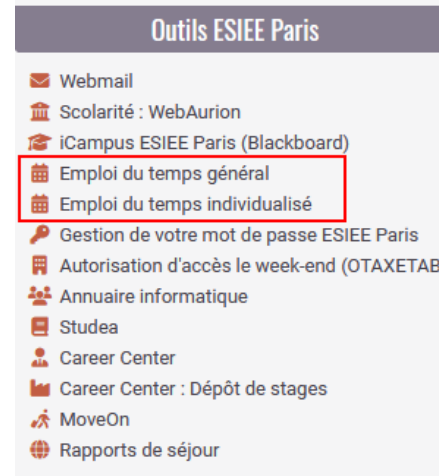 Outils ESIEE Paris
Webmail
Scolarité : WebAurion
iCampus ESIEE Paris (Blackboard)
Emploi du temps général
Emploi du temps individualisé
Gestion de votre mot de passe ESIEE Paris
Autorisation d'accès le week-end (OTAXETAB
Annuaire informatique
Studea
Career Center
Career Center : Dépôt de stages
MoveOn
Rapports de séjour